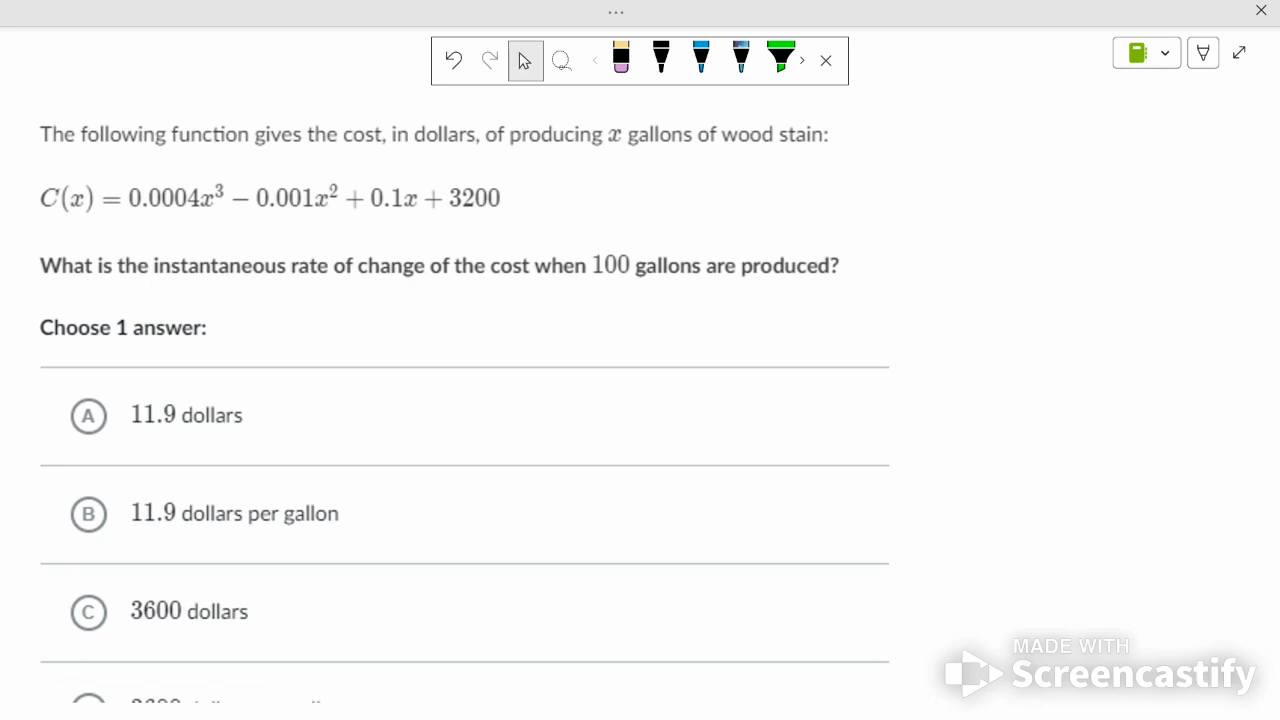 The following function gives the cost, in dollars, of producing x gallons of wood stain:
C(x) = 0.0004x³ − 0.001x² + 0.1x + 3200
What is the instantaneous rate of change of the cost when 100 gallons are produced?
Choose 1 answer:
A 11.9 dollars
B 11.9 dollars per gallon
C 3600 dollars
MADE WITH
Screencastify